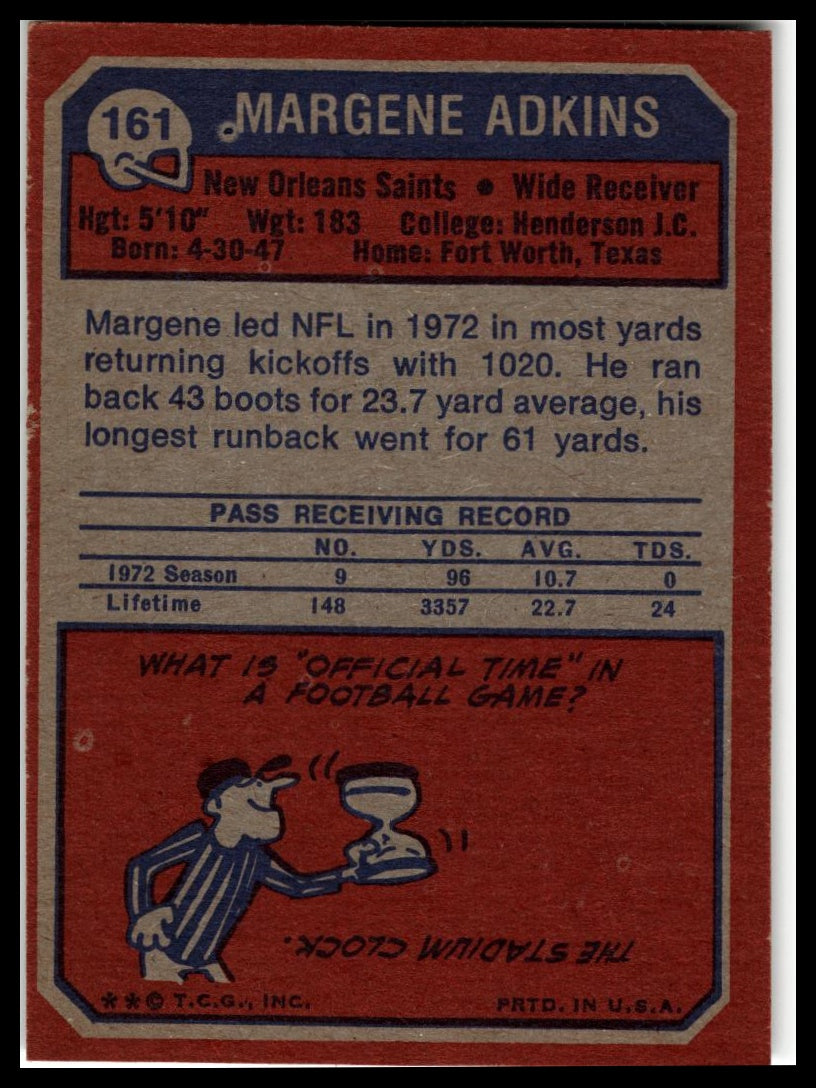 161 MARGENE ADKINS
New Orleans Saints • Wide Receiver
Hgt: 5'10" Wgt: 183 College: Henderson J.C.
Born: 4-30-47 Home: Fort Worth, Texas
Margene led NFL in 1972 in most yards
returning kickoffs with 1020. He ran
back 43 boots for 23.7 yard average, his
longest runback went for 61 yards.
PASS RECEIVING RECORD
NO. YDS. AVG. TDS.
1972 Season 9 96 10.7 0
Lifetime 148 3357 22.7 24
WHAT IS "OFFICIAL TIME" IN
A FOOTBALL GAME?
THE STADIUM CLOCK.
**© T.C.G., INC. PRTD. IN U.S.A.